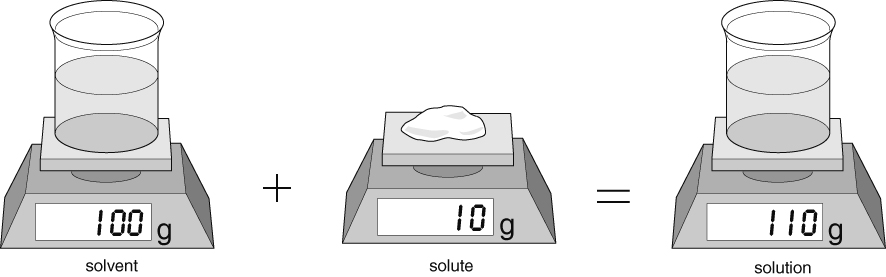 100 g
+
10 g
=
110 g
solvent
solute
solution